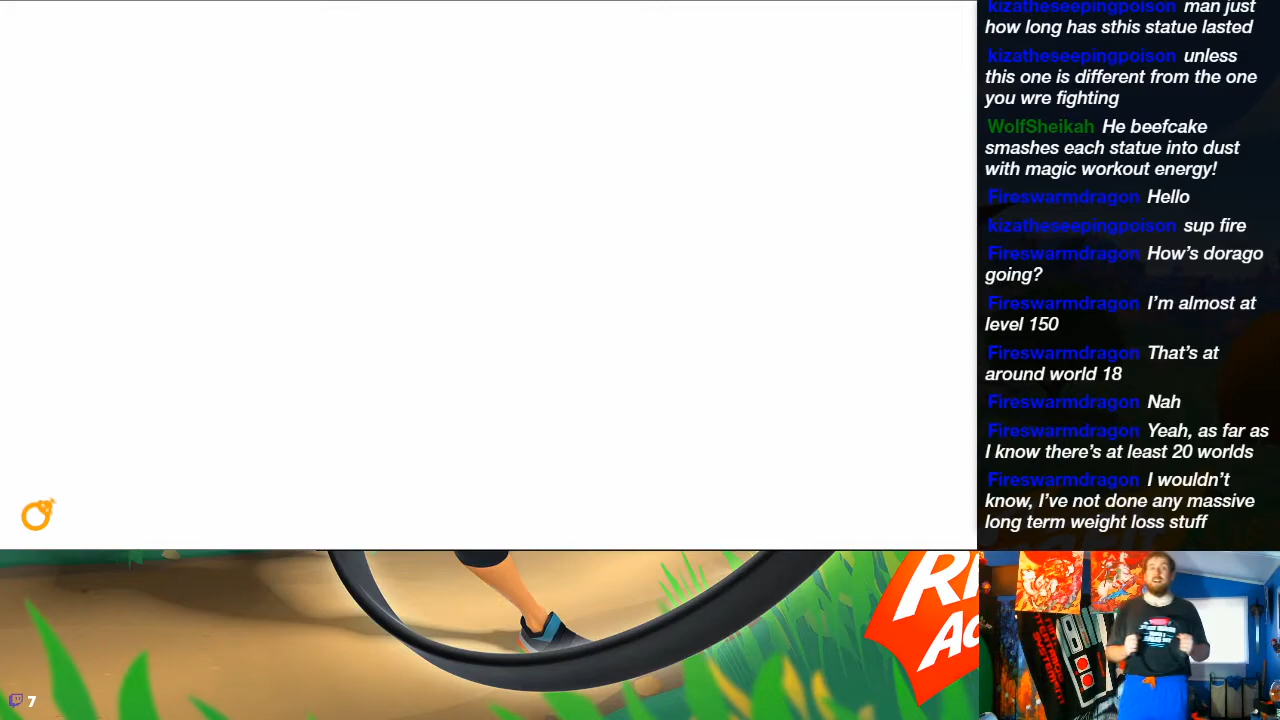 kizatheseepingpoison man just
how long has sthis statue lasted
kizatheseepingpoison unless
this one is different from the one
you wre fighting
WolfSheikah He beefcake
smashes each statue into dust
with magic workout energy!
Fireswarmdragon Hello
kizatheseepingpoison sup fire
Fireswarmdragon How's dorago
going?
Fireswarmdragon I'm almost at
level 150
Fireswarmdragon That's at
around world 18
Fireswarmdragon Nah
Fireswarmdragon Yeah, as far as
I know there's at least 20 worlds
Fireswarmdragon I wouldn't
know, I've not done any massive
long term weight loss stuff
7